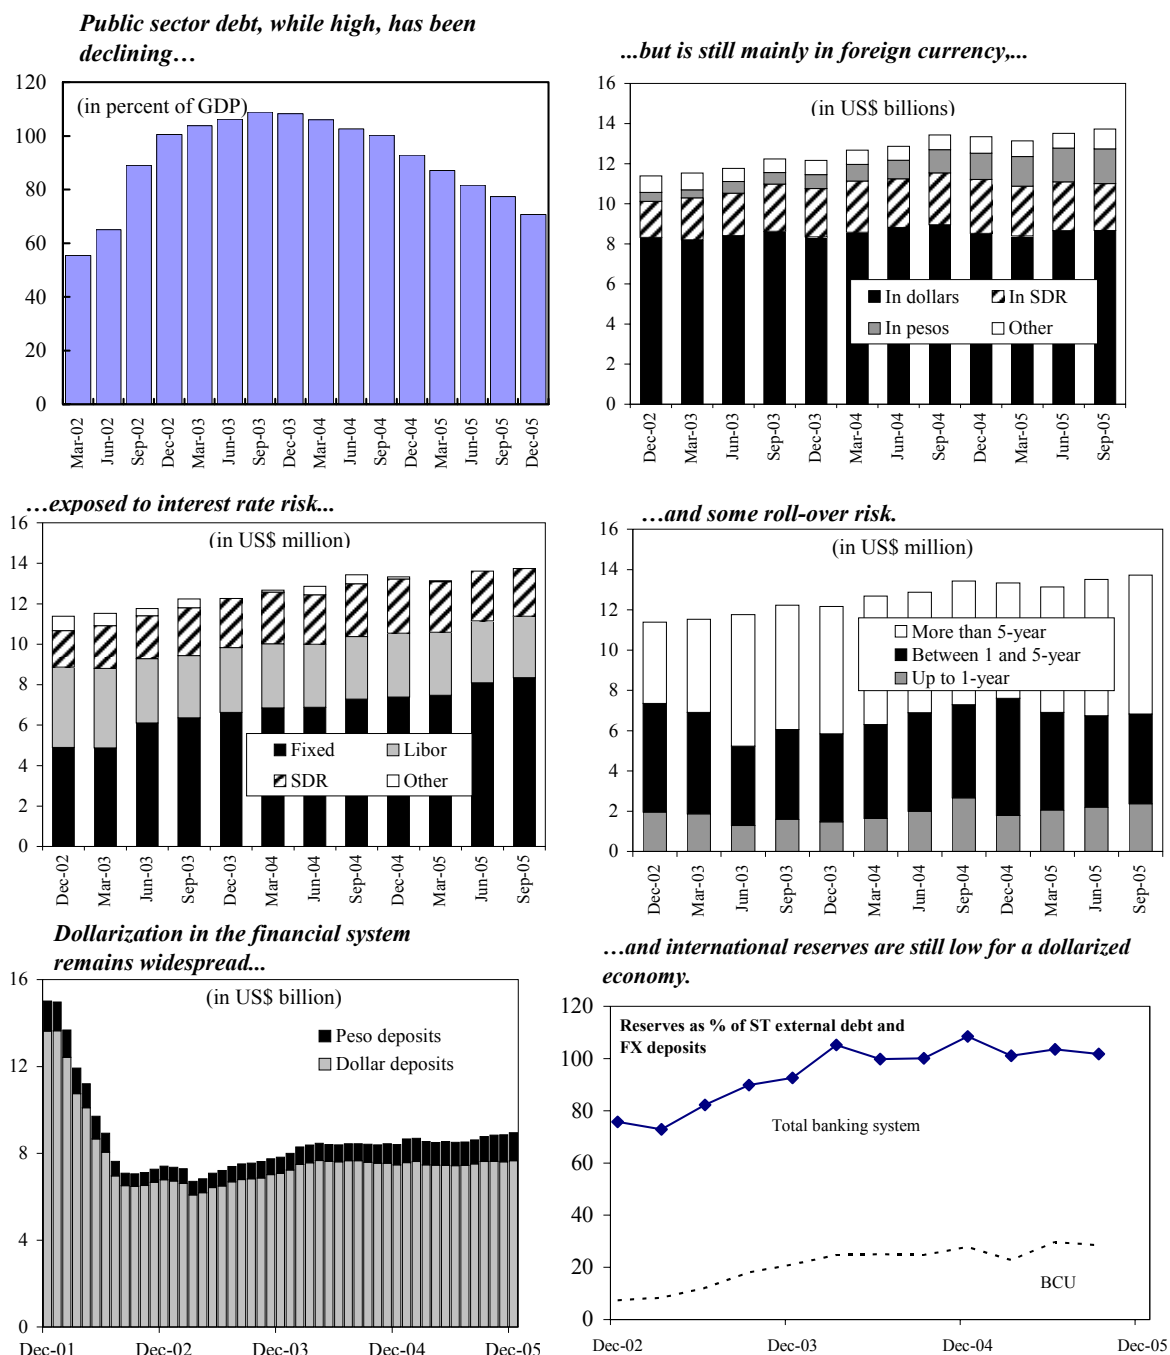 Public sector debt, while high, has been
declining…
(in percent of GDP)
120
100
80
60
40
20
0
Mar-02
Jun-02
Sep-02
Dec-02
Mar-03
Jun-03
Sep-03
Dec-03
Mar-04
Jun-04
Sep-04
Dec-04
Mar-05
Jun-05
Sep-05
Dec-05
...but is still mainly in foreign currency,...
(in US$ billions)
16
14
12
10
8
6
4
2
0
In dollars
In SDR
In pesos
Other
Dec-02
Mar-03
Jun-03
Sep-03
Dec-03
Mar-04
Jun-04
Sep-04
Dec-04
Mar-05
Jun-05
Sep-05
…exposed to interest rate risk...
(in US$ million)
16
14
12
10
8
6
4
2
0
Fixed
Libor
SDR
Other
Dec-02
Mar-03
Jun-03
Sep-03
Dec-03
Mar-04
Jun-04
Sep-04
Dec-04
Mar-05
Jun-05
Sep-05
…and some roll-over risk.
(in US$ million)
16
14
12
10
8
6
4
2
0
More than 5-year
Between 1 and 5-year
Up to 1-year
Dec-02
Mar-03
Jun-03
Sep-03
Dec-03
Mar-04
Jun-04
Sep-04
Dec-04
Mar-05
Jun-05
Sep-05
Dollarization in the financial system
remains widespread...
(in US$ billion)
16
12
8
4
0
Peso deposits
Dollar deposits
Dec-01
Dec-02
Dec-03
Dec-04
Dec-05
…and international reserves are still low for a dollarized
economy.
120
100
80
60
40
20
0
Reserves as % of ST external debt and
FX deposits
Total banking system
BCU
Dec-02
Dec-03
Dec-04
Dec-05